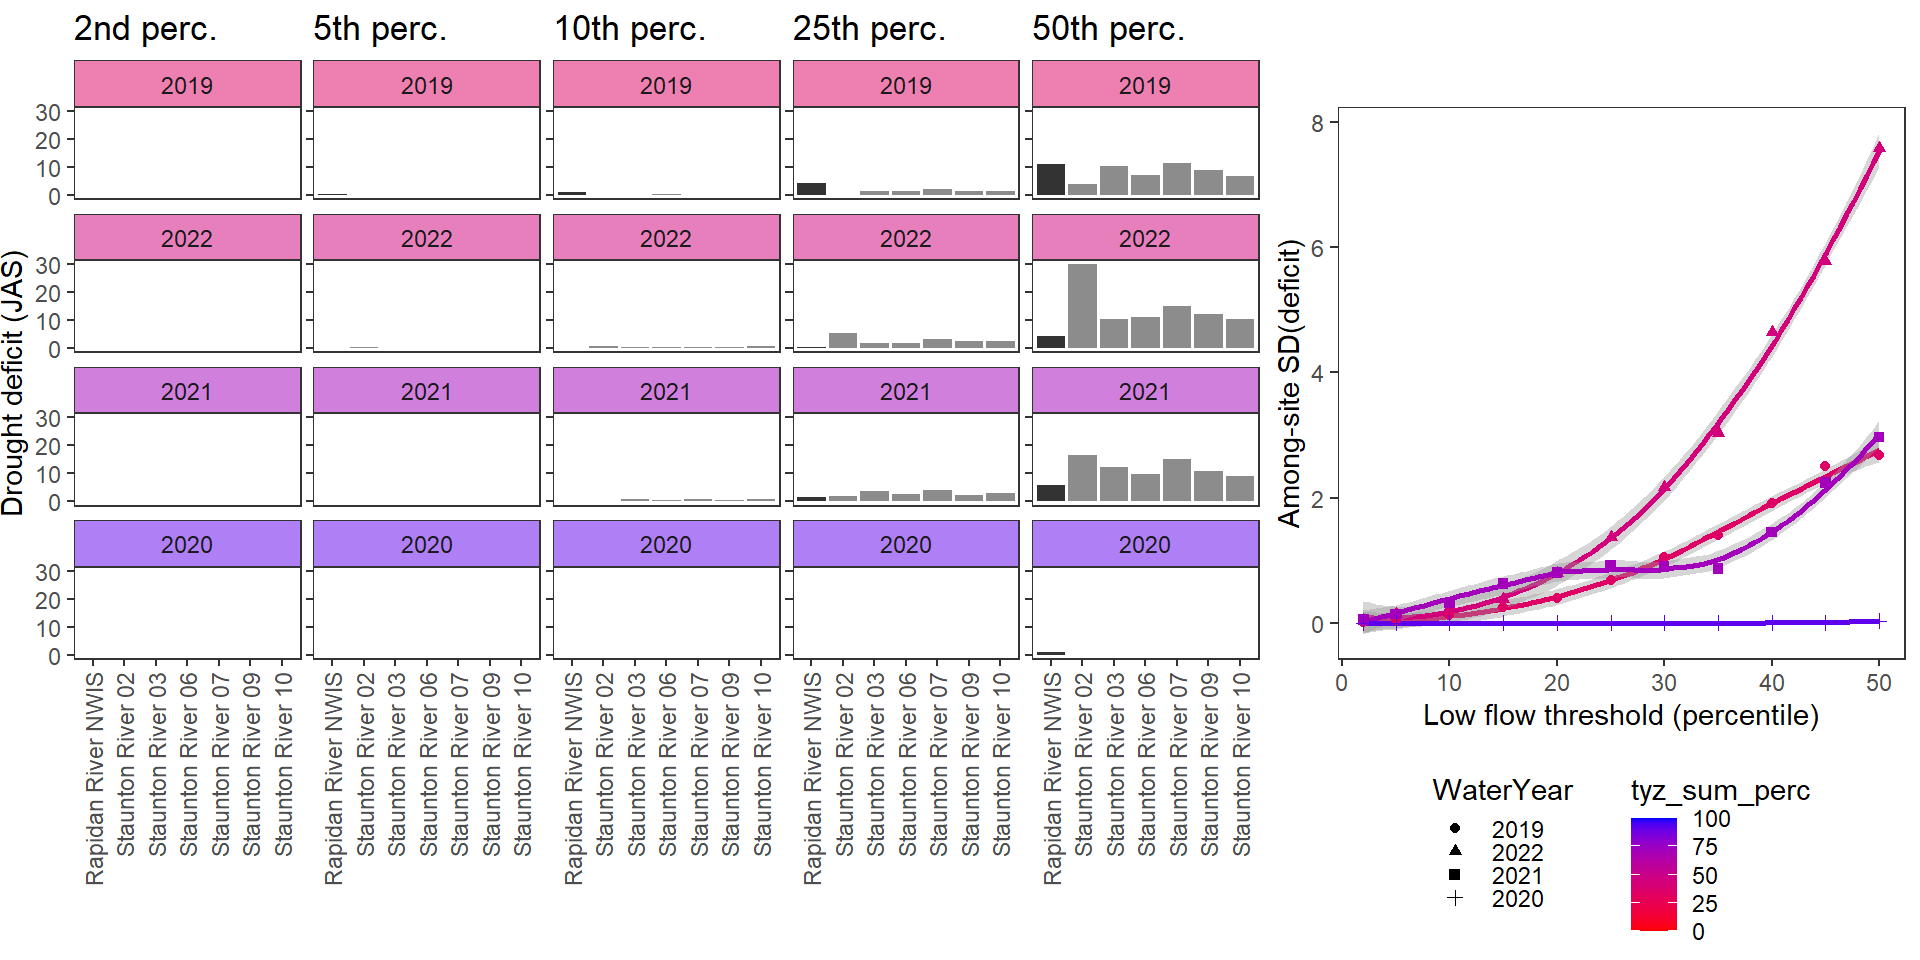 2nd perc. 5th perc. 10th perc. 25th perc. 50th perc.
2019 2019 2019 2019 2019
30
20
10
0
2022 2022 2022 2022 2022
30
20
10
0
2021 2021 2021 2021 2021
30
20
10
0
2020 2020 2020 2020 2020
30
20
10
0
Drought deficit (JAS)
Rapidan River NWIS
Staunton River 02
Staunton River 03
Staunton River 06
Staunton River 07
Staunton River 09
Staunton River 10
Rapidan River NWIS
Staunton River 02
Staunton River 03
Staunton River 06
Staunton River 07
Staunton River 09
Staunton River 10
Rapidan River NWIS
Staunton River 02
Staunton River 03
Staunton River 06
Staunton River 07
Staunton River 09
Staunton River 10
Rapidan River NWIS
Staunton River 02
Staunton River 03
Staunton River 06
Staunton River 07
Staunton River 09
Staunton River 10
Rapidan River NWIS
Staunton River 02
Staunton River 03
Staunton River 06
Staunton River 07
Staunton River 09
Staunton River 10
Among-site SD(deficit)
8
6
4
2
0
0 10 20 30 40 50
Low flow threshold (percentile)
WaterYear
2019
2022
2021
2020
tyz_sum_perc
100
75
50
25
0